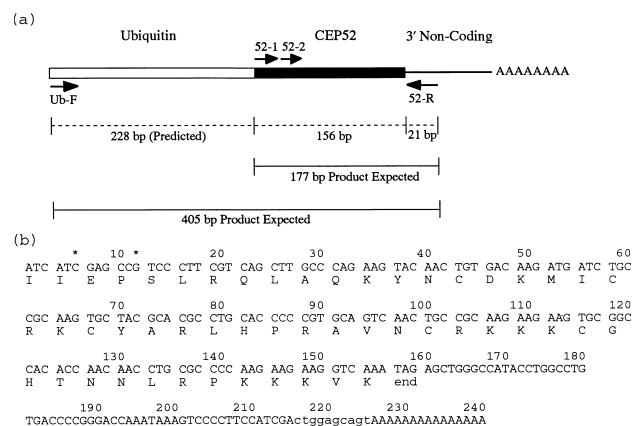 (a)
Ubiquitin CEP52 3′ Non-Coding
52-1 52-2
AAAAAAAA
Ub-F 52-R
228 bp (Predicted) 156 bp 21 bp
177 bp Product Expected
405 bp Product Expected
(b)
* 10 * 20 30 40 50 60
ATC ATC GAG CCG TCC CTT CGT CAG CTT GCC CAG AAG TAC AAC TGT GAC AAG ATG ATC TGC
I I E P S L R Q L A Q K Y N C D K M I C
70 80 90 100 110 120
CGC AAG TGC TAC GCA CGC CTG CAC CCC CGT GCA GTC AAC TGC CGC AAG AAG AAG TGC GGC
R K C Y A R L H P R A V N C R K K K C G
130 140 150 160 170 180
CAC ACC AAC AAC CTG CGC CCC AAG AAG AAG GTC AAA TAG AGCTGGGCCATACCTGGCCTG
H T N N L R P K K K V K end
190 200 210 220 230 240
TGACCCCGGGACCAAATAAAGTCCCCTTCCATCGActggagcagtAAAAAAAAAAAAAAA